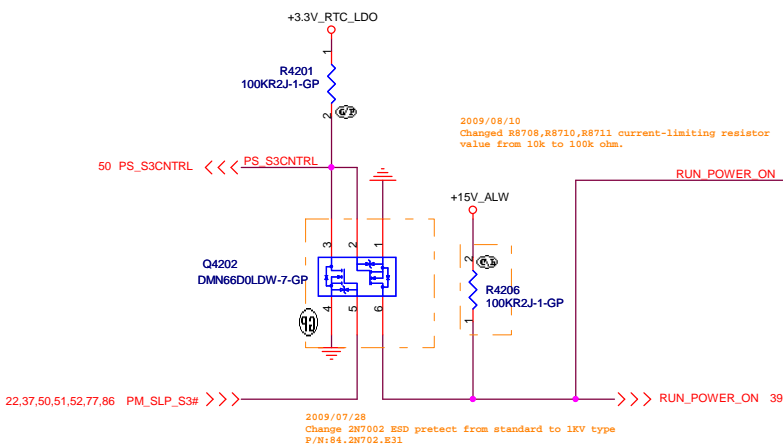 +3.3V_RTC_LDO
1
R4201
100KR2J-1-GP
2
2009/08/10
Changed R8708,R8710,R8711 current-limiting resistor
value from 10k to 100k ohm.
50 PS_S3CNTRL
PS_S3CNTRL
RUN_POWER_ON
+15V_ALW
3 2 1
2
Q4202
DMN66D0LDW-7-GP
R4206
100KR2J-1-GP
4 5 6
1
GP
22,37,50,51,52,77,86 PM_SLP_S3#
RUN_POWER_ON 39
2009/07/28
Change 2N7002 ESD pretect from standard to 1KV type
P/N:84.2N702.E31